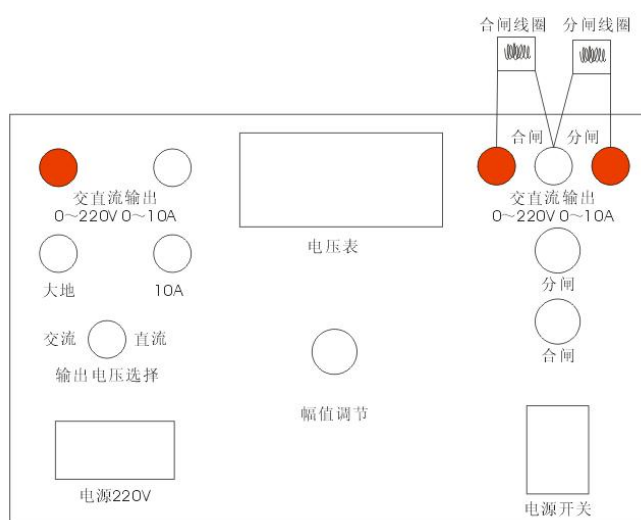 合闸线圈 分闸线圈
合闸 分闸
交直流输出
0～220V 0～10A
交直流输出
0～220V 0～10A
电压表
大地
10A
分闸
交流
直流
输出电压选择
合闸
幅值调节
电源220V
电源开关